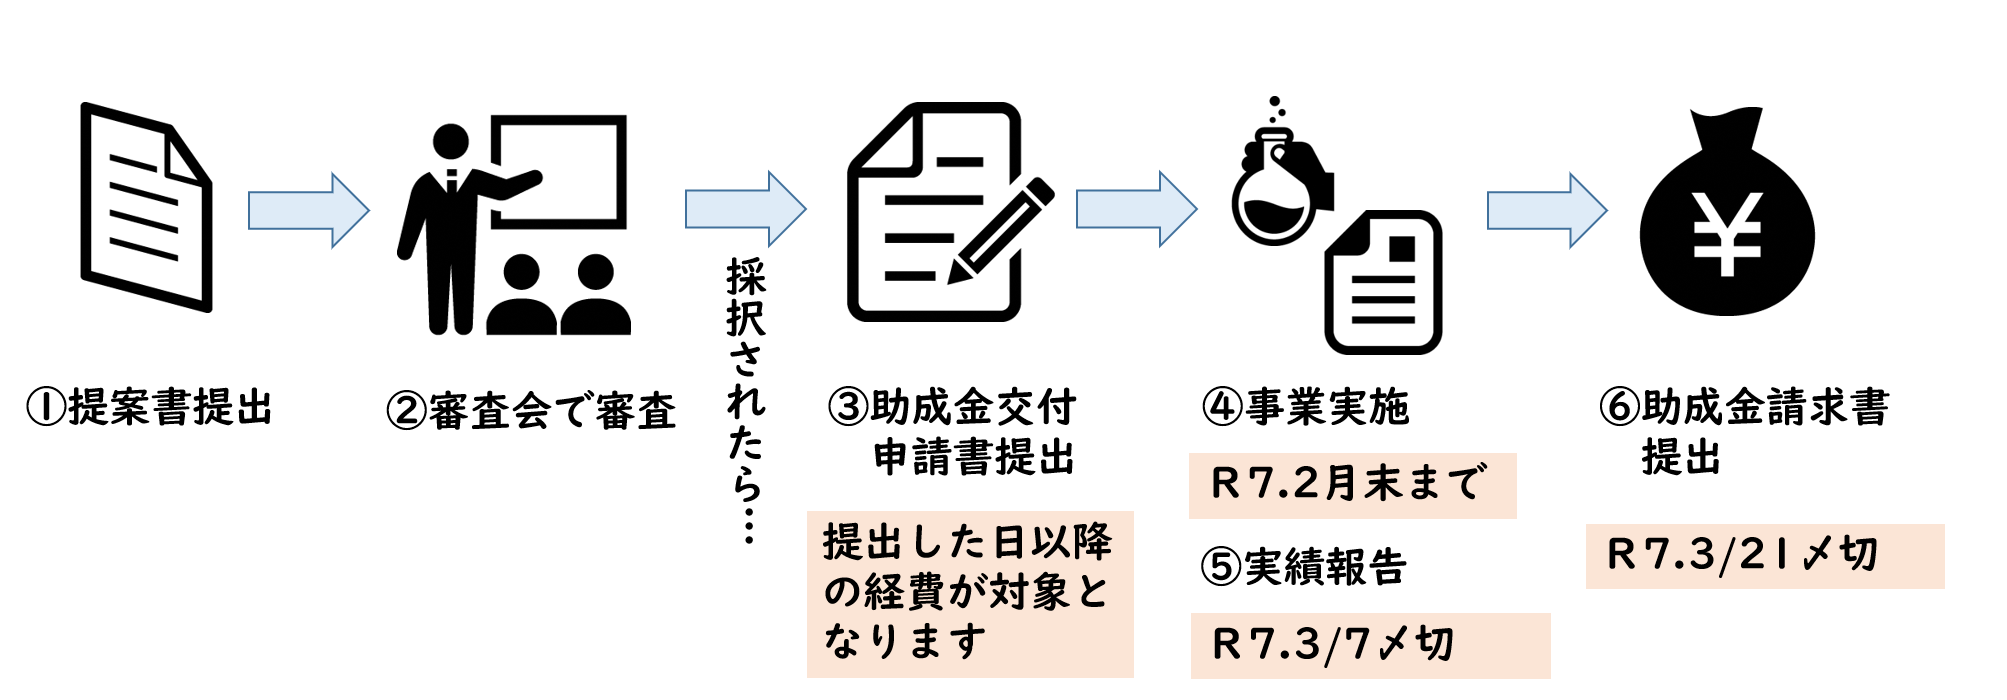 ①提案書提出
②審査会で審査
採択されたら…
③助成金交付
申請書提出
提出した日以降
の経費が対象と
なります
④事業実施
R7.2月末まで
⑤実績報告
R7.3/7〆切
¥
⑥助成金請求書
提出
R7.3/21〆切